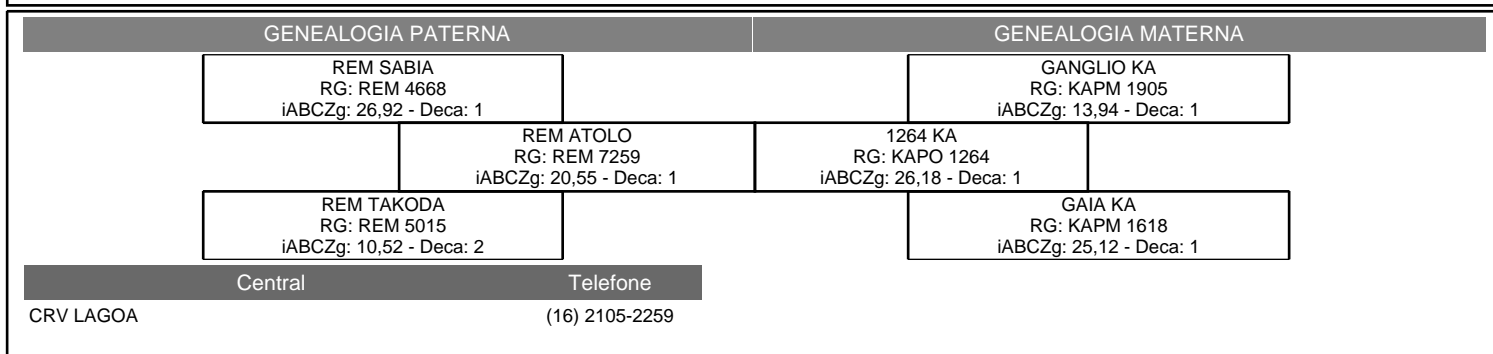 GENEALOGIA PATERNA
GENEALOGIA MATERNA
REM SABIA
RG: REM 4668
iABCZg: 26,92 - Deca: 1
GANGLIO KA
RG: KAPM 1905
iABCZg: 13,94 - Deca: 1
REM ATOLO
RG: REM 7259
iABCZg: 20,55 - Deca: 1
1264 KA
RG: KAPO 1264
iABCZg: 26,18 - Deca: 1
REM TAKODA
RG: REM 5015
iABCZg: 10,52 - Deca: 2
GAIA KA
RG: KAPM 1618
iABCZg: 25,12 - Deca: 1
Central
Telefone
CRV LAGOA
(16) 2105-2259